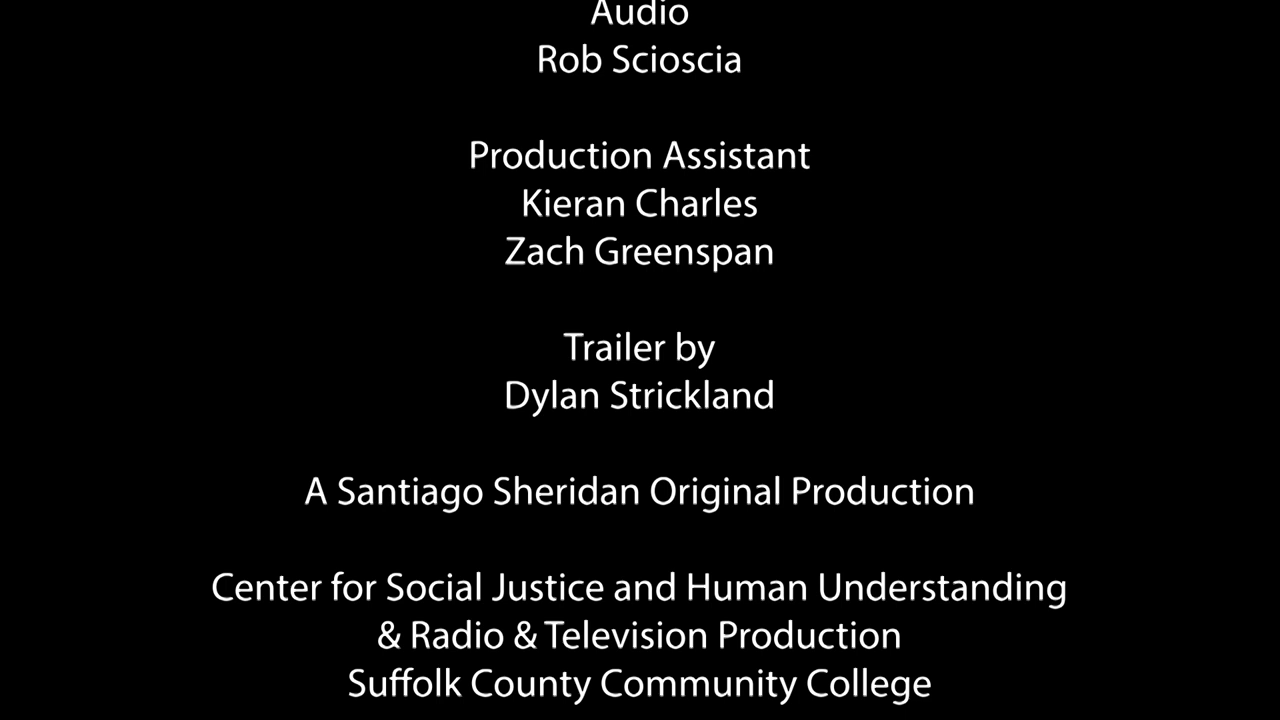 Audio
Rob Scioscia
Production Assistant
Kieran Charles
Zach Greenspan
Trailer by
Dylan Strickland
A Santiago Sheridan Original Production
Center for Social Justice and Human Understanding
& Radio & Television Production
Suffolk County Community College